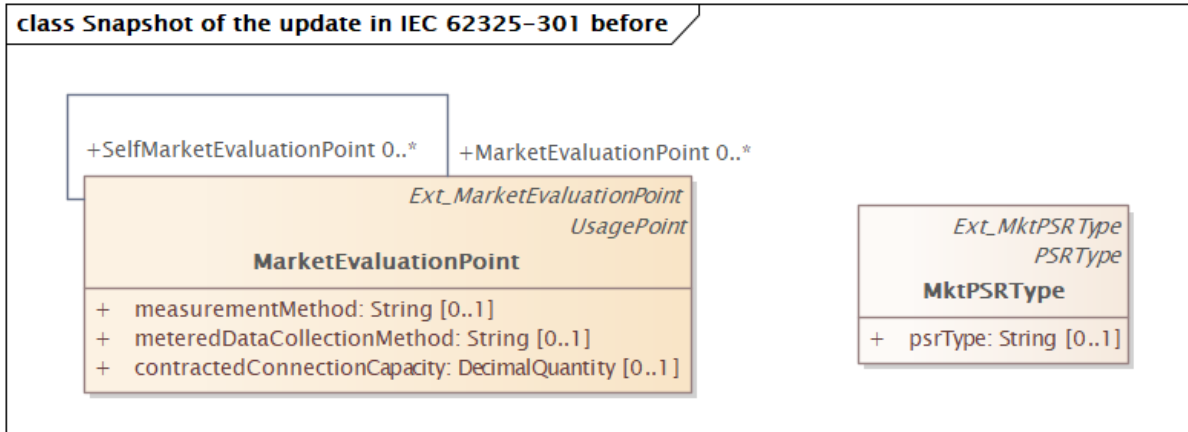 class Snapshot of the update in IEC 62325-301 before
+SelfMarketEvaluationPoint 0..*
+MarketEvaluationPoint 0..*
Ext_MarketEvaluationPoint
UsagePoint
MarketEvaluationPoint
+ measurementMethod: String [0..1]
+ meteredDataCollectionMethod: String [0..1]
+ contractedConnectionCapacity: DecimalQuantity [0..1]
Ext_MktPSRType
PSRType
MktPSRType
+ psrType: String [0..1]